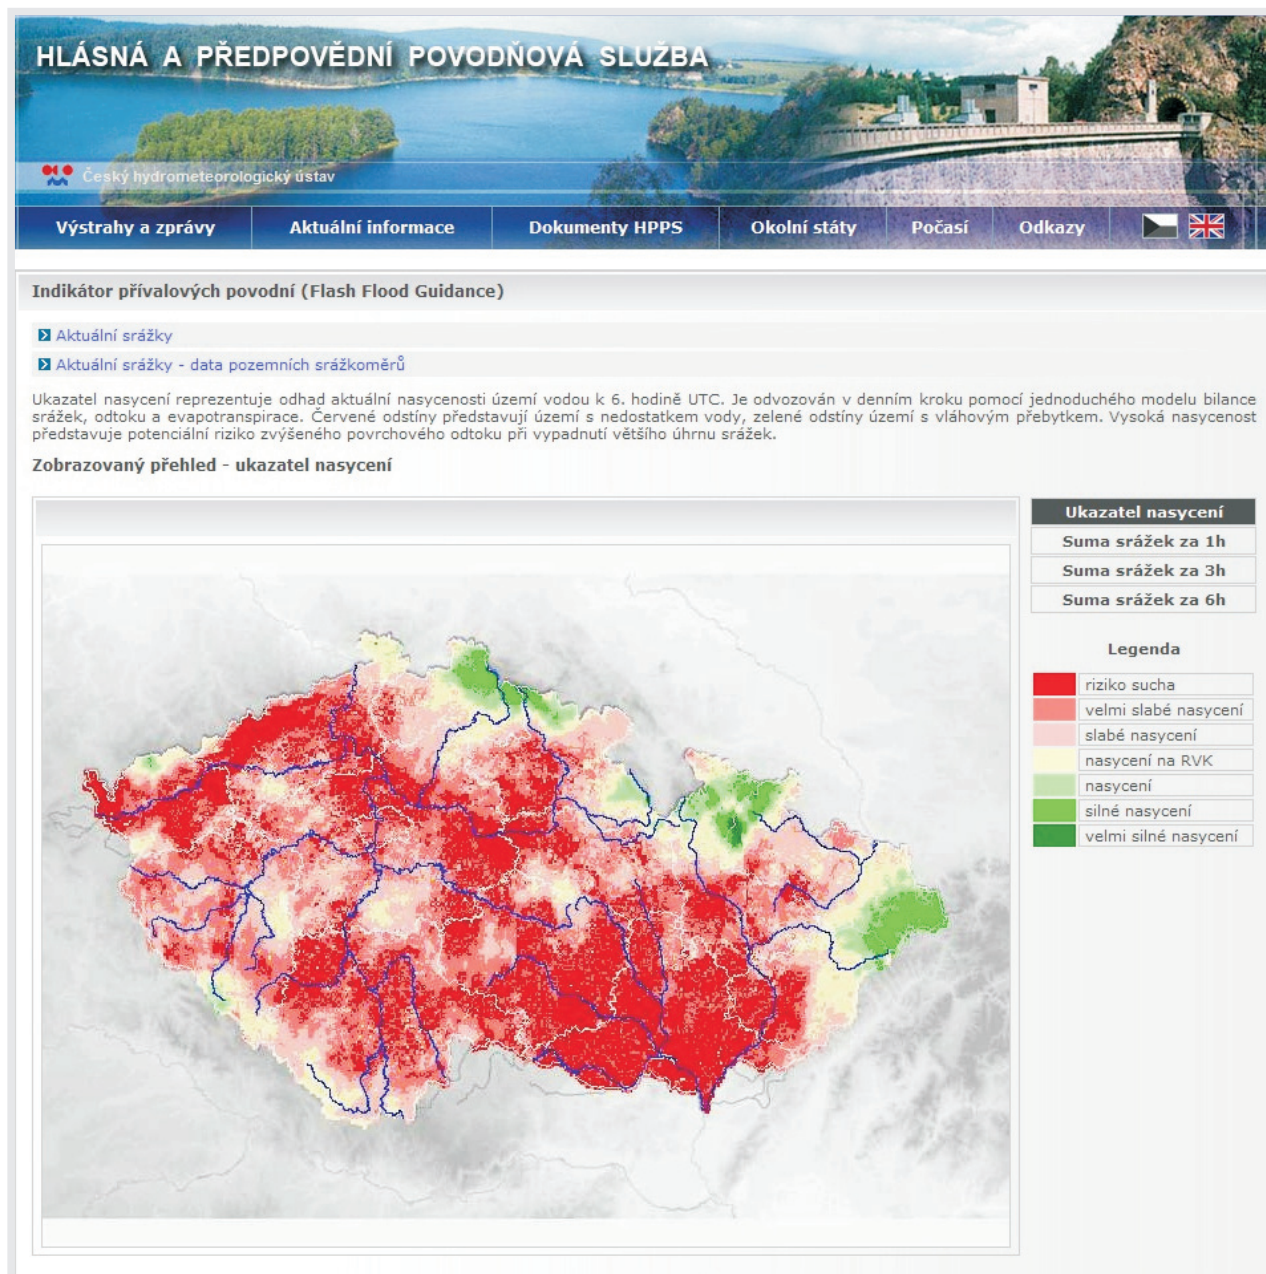 HLÁSNÁ A PŘEDPOVĚDNÍ POVODŇOVÁ SLUŽBA
Český hydrometeorologický ústav
Výstrahy a zprávy Aktuální informace Dokumenty HPPS Okolní státy Počasí Odkazy
Indikátor přívalových povodní (Flash Flood Guidance)
Aktuální srážky
Aktuální srážky - data pozemních srážkoměrů
Ukazatel nasycení reprezentuje odhad aktuální nasycenosti území vodou k 6. hodině UTC. Je odvozován v denním kroku pomocí jednoduchého modelu bilance
srážek, odtoku a evapotranspirace. Červené odstíny představují území s nedostatkem vody, zelené odstíny území s vláhovým přebytkem. Vysoká nasycenost
představuje potenciální riziko zvýšeného povrchového odtoku při vypadnutí většího úhrnu srážek.
Zobrazovaný přehled - ukazatel nasycení
Ukazatel nasycení
Suma srážek za 1h
Suma srážek za 3h
Suma srážek za 6h
Legenda
riziko sucha
velmi slabé nasycení
slabé nasycení
nasycení na RVK
nasycení
silné nasycení
velmi silné nasycení